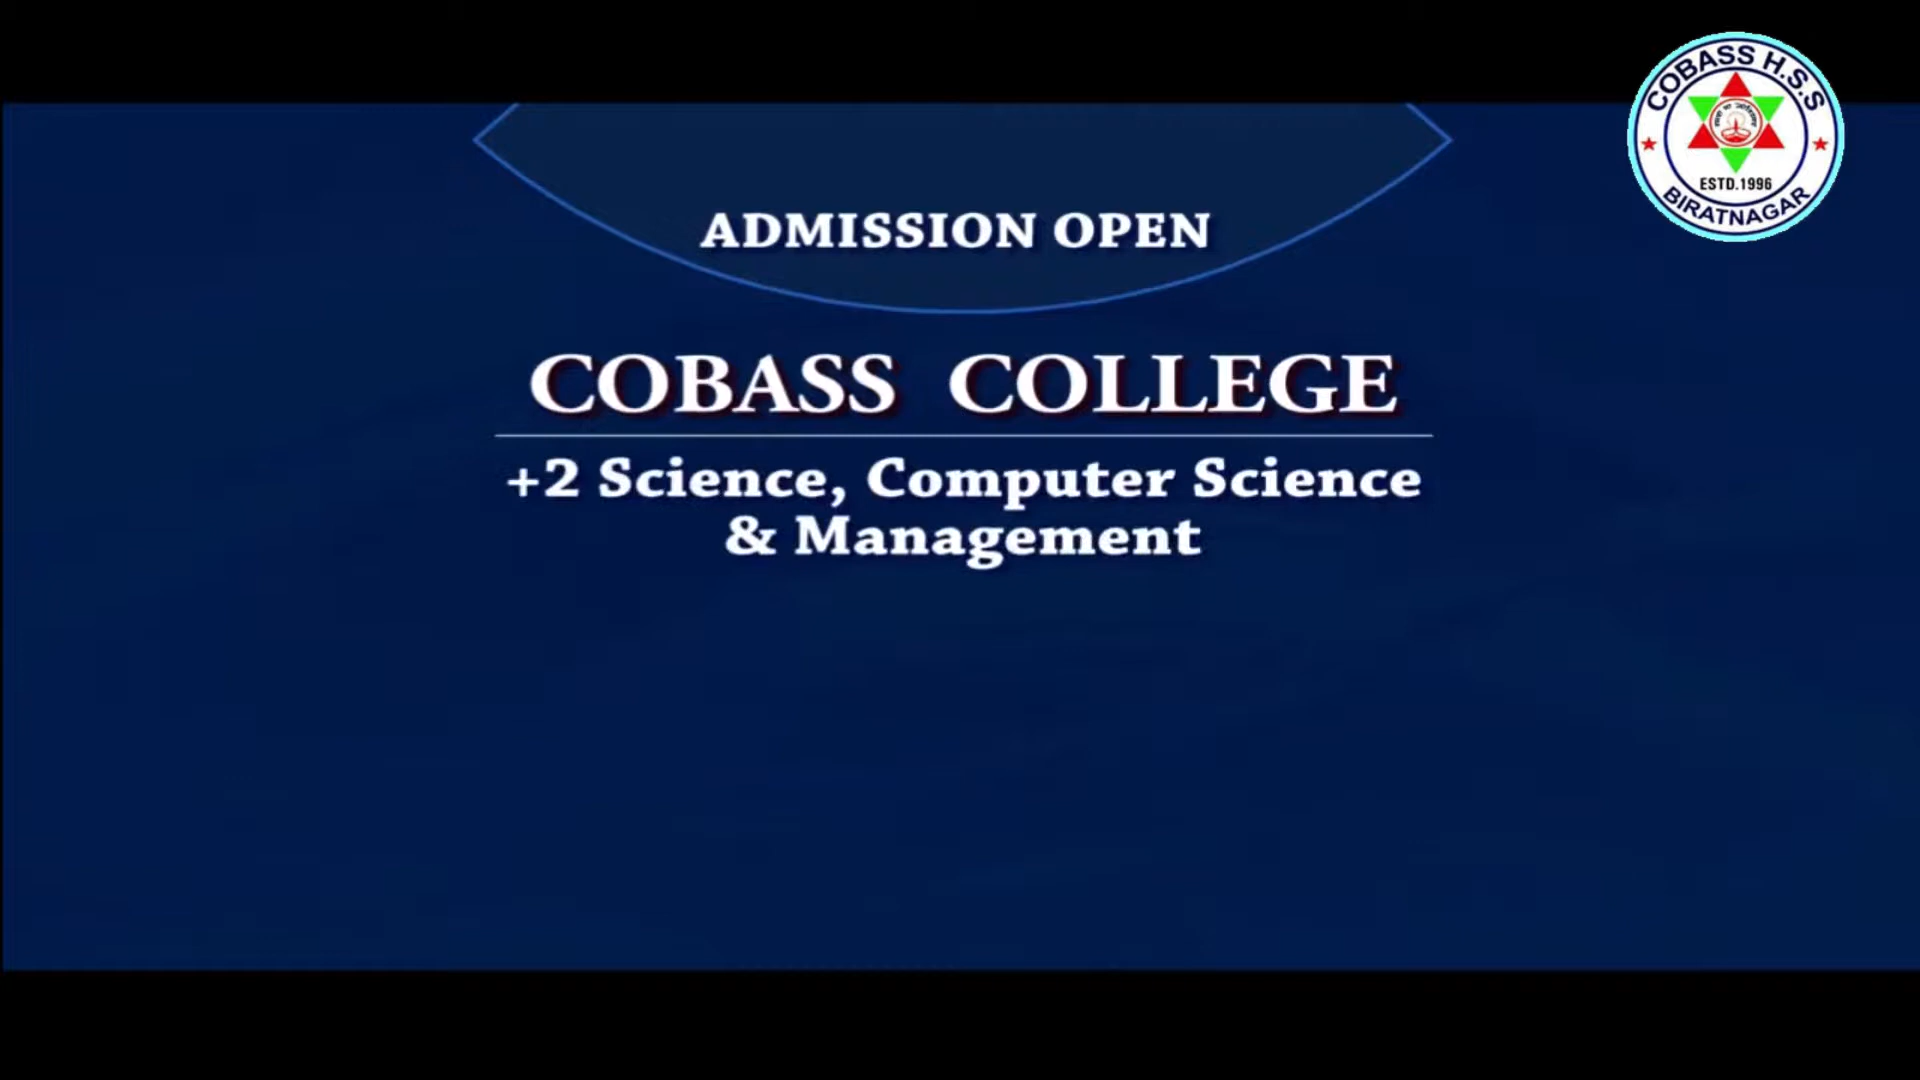 COBASS H.S.S
ESTD.1996
BIRATNAGAR
ADMISSION OPEN
COBASS COLLEGE
+2 Science, Computer Science
& Management